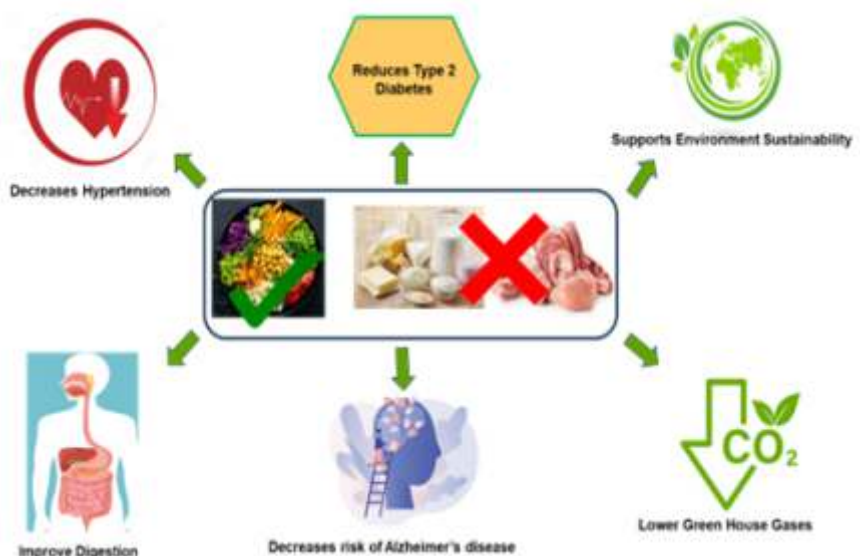 Reduces Type 2
Diabetes
Supports Environment Sustainability
Decreases Hypertension
CO2
Improve Digestion
Decreases risk of Alzheimer's disease
Lower Green House Gases